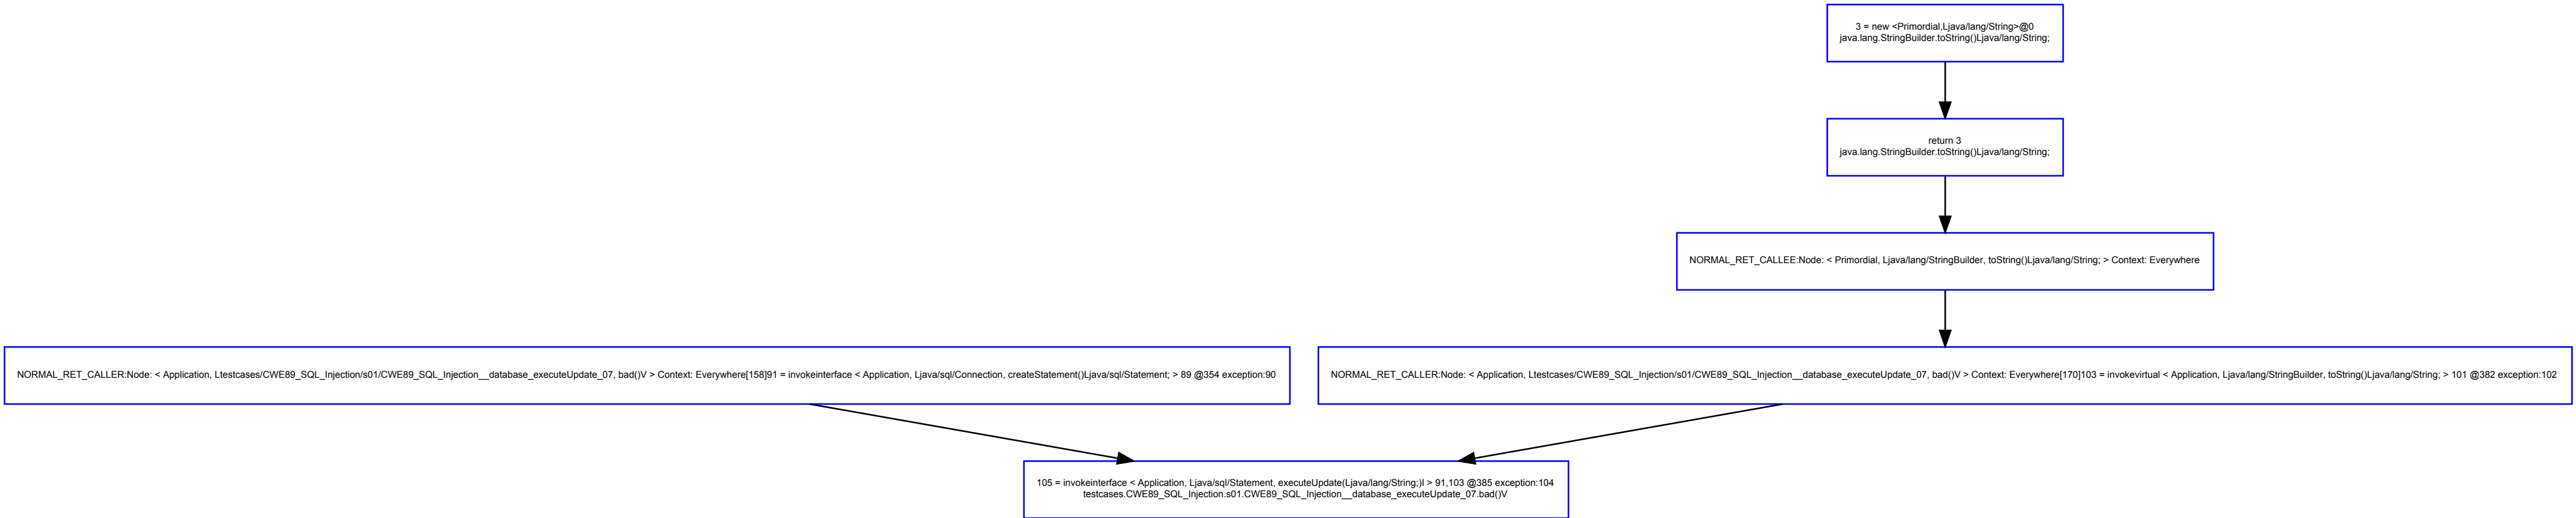 3 = new <Primordial,Ljava/lang/String>@0
java.lang.StringBuilder.toString()Ljava/lang/String;
return 3
java.lang.StringBuilder.toString()Ljava/lang/String;
NORMAL_RET_CALLEE:Node: < Primordial, Ljava/lang/StringBuilder, toString()Ljava/lang/String; > Context: Everywhere
NORMAL_RET_CALLER:Node: < Application, Ltestcases/CWE89_SQL_Injection/s01/CWE89_SQL_Injection__database_executeUpdate_07, bad()V > Context: Everywhere[158]91 = invokeinterface < Application, Ljava/sql/Connection, createStatement()Ljava/sql/Statement; > 89 @354 exception:90
NORMAL_RET_CALLER:Node: < Application, Ltestcases/CWE89_SQL_Injection/s01/CWE89_SQL_Injection__database_executeUpdate_07, bad()V > Context: Everywhere[170]103 = invokevirtual < Application, Ljava/lang/StringBuilder, toString()Ljava/lang/String; > 101 @382 exception:102
105 = invokeinterface < Application, Ljava/sql/Statement, executeUpdate(Ljava/lang/String;)I > 91,103 @385 exception:104
testcases.CWE89_SQL_Injection.s01.CWE89_SQL_Injection__database_executeUpdate_07.bad()V